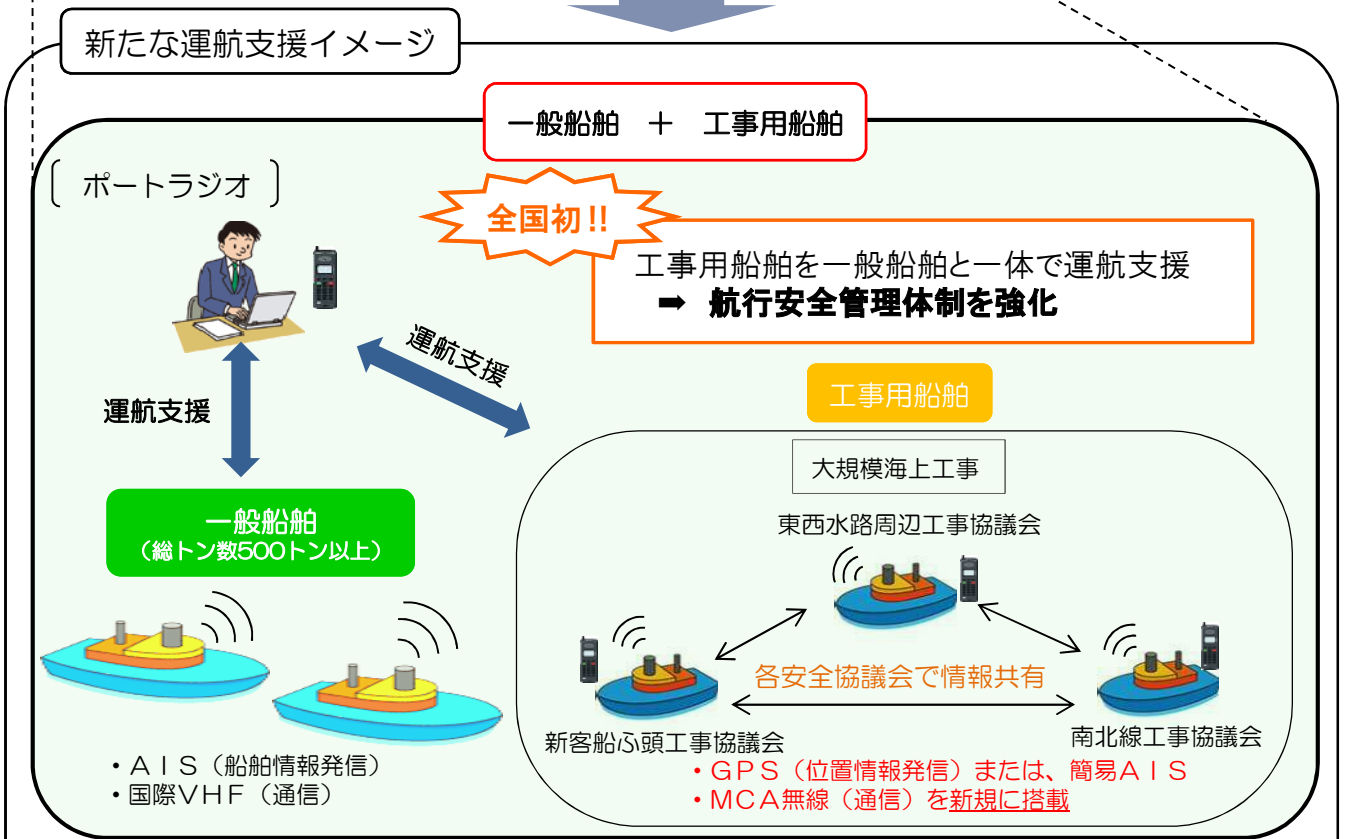 新たな運航支援イメージ
一般船舶　＋　工事用船舶
ポートラジオ
全国初!!
工事用船舶を一般船舶と一体で運航支援
➡ 航行安全管理体制を強化
運航支援
運航支援
工事用船舶
大規模海上工事
一般船舶
（総トン数500トン以上）
東西水路周辺工事協議会
各安全協議会で情報共有
新客船ふ頭工事協議会
南北線工事協議会
・ＡＩＳ（船舶情報発信）
・国際ＶＨＦ（通信）
・ＧＰＳ（位置情報発信）または、簡易ＡＩＳ
・ＭＣＡ無線（通信）を新規に搭載